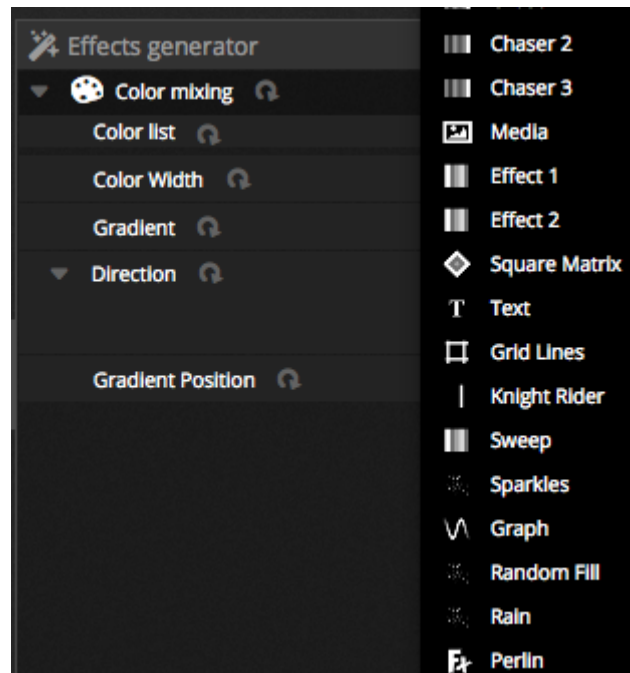 Effects generator
Color mixing
Color list
Color Width
Gradient
Direction
Gradient Position
Chaser 2
Chaser 3
Media
Effect 1
Effect 2
Square Matrix
Text
Grid Lines
Knight Rider
Sweep
Sparkles
Graph
Random Fill
Rain
Perlin